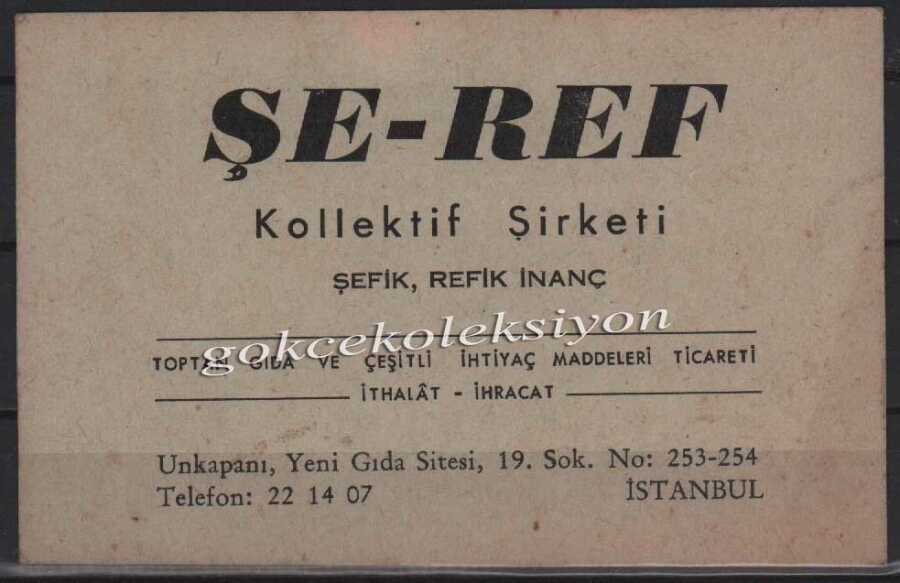 ŞE-REF
Kollektif Şirketi
ŞEFİK, REFİK İNANÇ
gokcekoleksiyon
TOPTAN GIDA VE ÇEŞİTLİ İHTİYAÇ MADDELERİ TİCARETİ
İTHALÂT - İHRACAT
Unkapanı, Yeni Gıda Sitesi, 19. Sok. No: 253-254
Telefon: 22 14 07 İSTANBUL